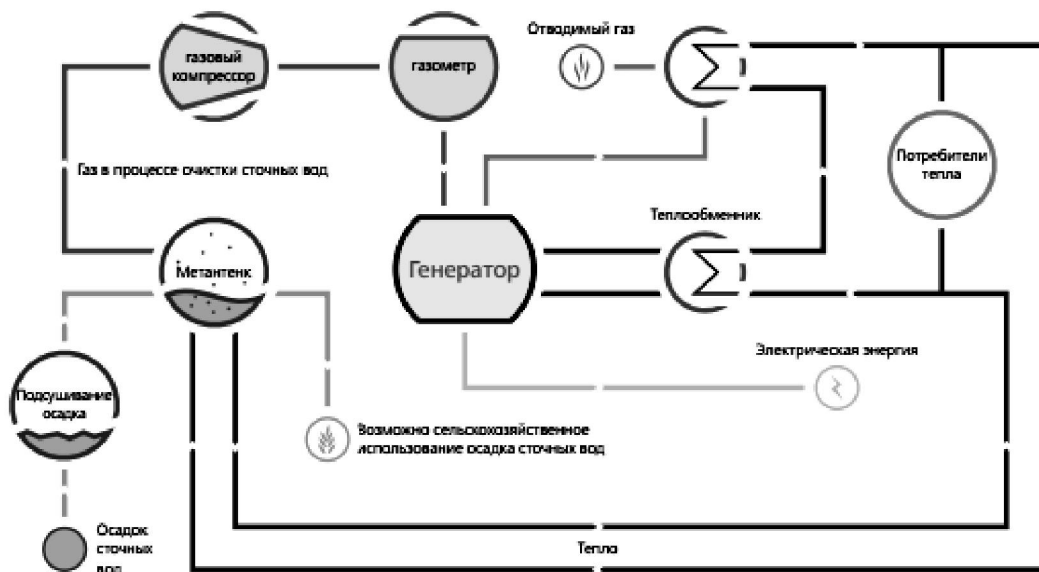 Отводимый газ
газовый
компрессор
газометр
Газ в процессе очистки сточных вод
Потребители
тепла
Теплообменник
Метантенк
Генератор
Электрическая энергия
Подсушивание
осадка
Возможно сельскохозяйственное
использование осадка сточных вод
Осадок
сточных
вод
Тепло